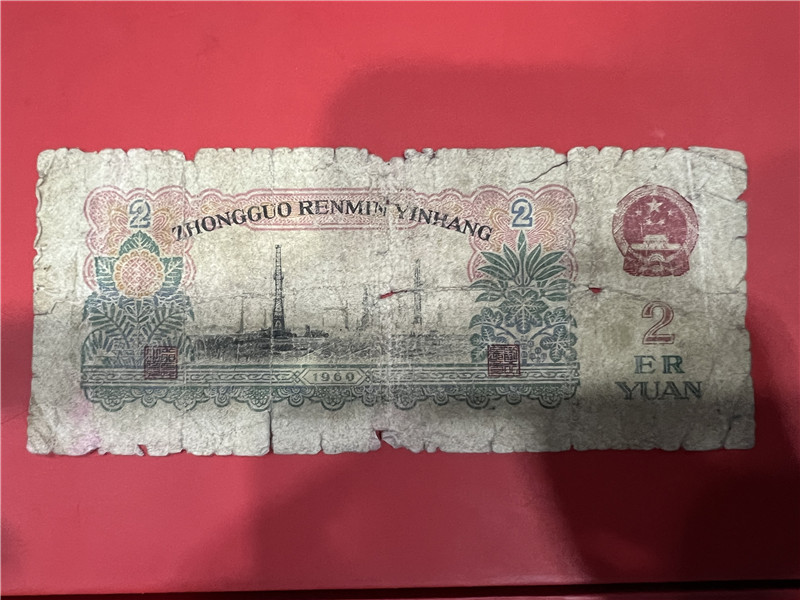 2
2
ZHONGGUO RENMIN YINHANG
2
ER
YUAN
1960